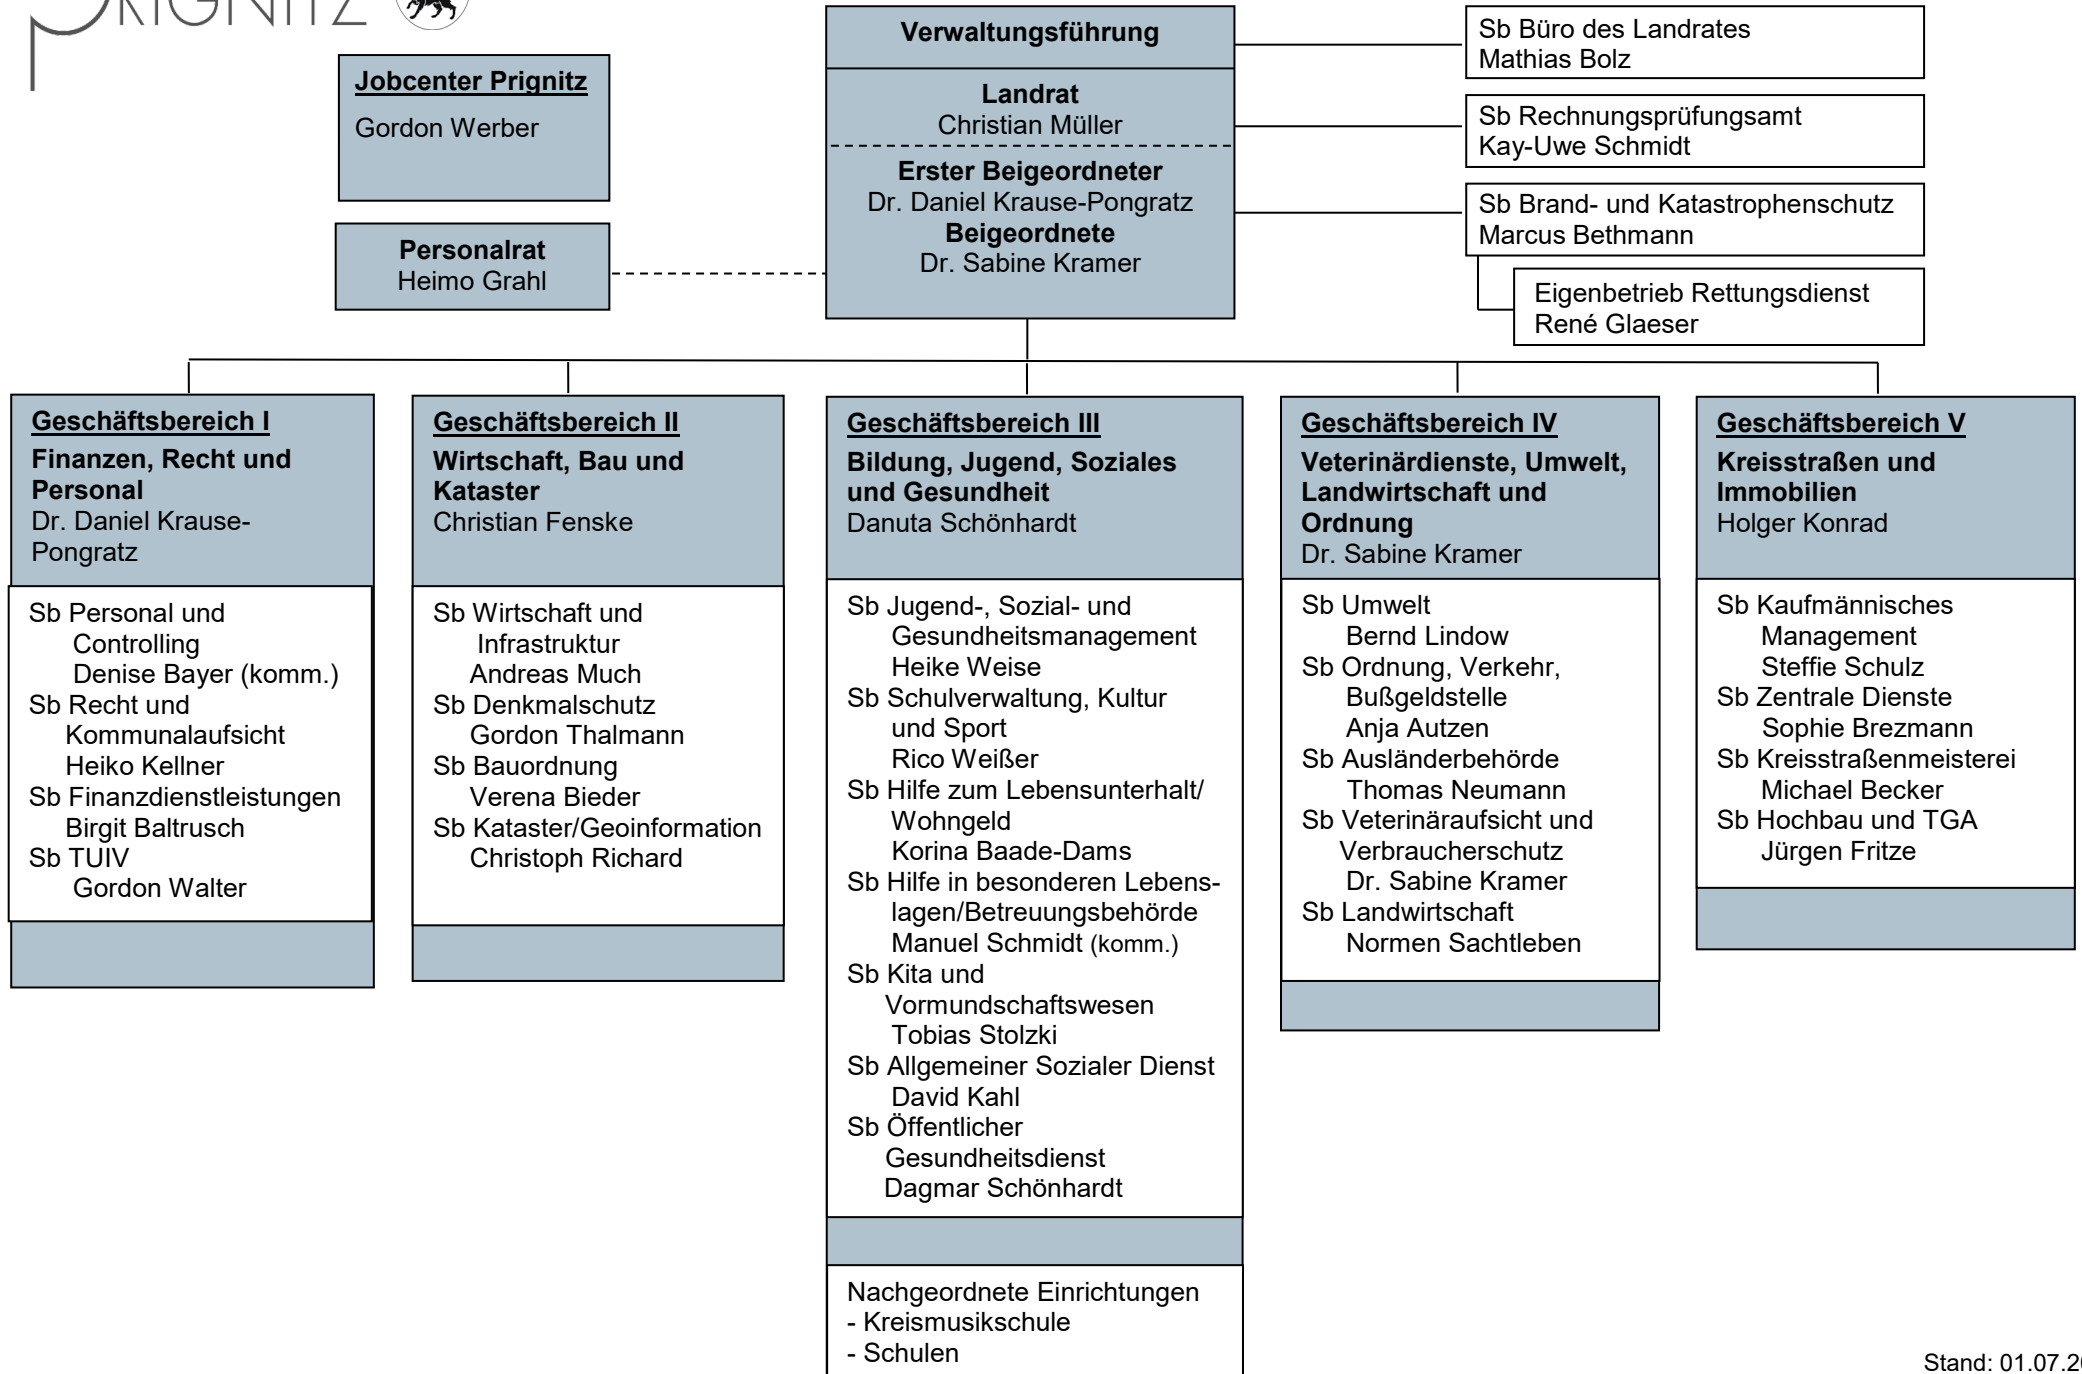 PRIGNITZ
Jobcenter Prignitz
Gordon Werber
Personalrat
Heimo Grahl
Verwaltungsführung
Landrat
Christian Müller
Erster Beigeordneter
Dr. Daniel Krause-Pongratz
Beigeordnete
Dr. Sabine Kramer
Sb Büro des Landrates
Mathias Bolz
Sb Rechnungsprüfungsamt
Kay-Uwe Schmidt
Sb Brand- und Katastrophenschutz
Marcus Bethmann
Eigenbetrieb Rettungsdienst
René Glaeser
Geschäftsbereich I
Finanzen, Recht und
Personal
Dr. Daniel Krause-
Pongratz
Sb Personal und
Controlling
Denise Bayer (komm.)
Sb Recht und
Kommunalaufsicht
Heiko Kellner
Sb Finanzdienstleistungen
Birgit Baltrusch
Sb TUIV
Gordon Walter
Geschäftsbereich II
Wirtschaft, Bau und
Kataster
Christian Fenske
Sb Wirtschaft und
Infrastruktur
Andreas Much
Sb Denkmalschutz
Gordon Thalmann
Sb Bauordnung
Verena Bieder
Sb Kataster/Geoinformation
Christoph Richard
Geschäftsbereich III
Bildung, Jugend, Soziales
und Gesundheit
Danuta Schönhardt
Sb Jugend-, Sozial- und
Gesundheitsmanagement
Heike Weise
Sb Schulverwaltung, Kultur
und Sport
Rico Weißer
Sb Hilfe zum Lebensunterhalt/
Wohngeld
Korina Baade-Dams
Sb Hilfe in besonderen Lebens-
lagen/Betreuungsbehörde
Manuel Schmidt (komm.)
Sb Kita und
Vormundschaftswesen
Tobias Stolzki
Sb Allgemeiner Sozialer Dienst
David Kahl
Sb Öffentlicher
Gesundheitsdienst
Dagmar Schönhardt
Nachgeordnete Einrichtungen
- Kreismusikschule
- Schulen
Geschäftsbereich IV
Veterinärdienste, Umwelt,
Landwirtschaft und
Ordnung
Dr. Sabine Kramer
Sb Umwelt
Bernd Lindow
Sb Ordnung, Verkehr,
Bußgeldstelle
Anja Autzen
Sb Ausländerbehörde
Thomas Neumann
Sb Veterinäraufsicht und
Verbraucherschutz
Dr. Sabine Kramer
Sb Landwirtschaft
Normen Sachtleben
Geschäftsbereich V
Kreisstraßen und
Immobilien
Holger Konrad
Sb Kaufmännisches
Management
Steffie Schulz
Sb Zentrale Dienste
Sophie Brezmann
Sb Kreisstraßenmeisterei
Michael Becker
Sb Hochbau und TGA
Jürgen Fritze
Stand: 01.07.20